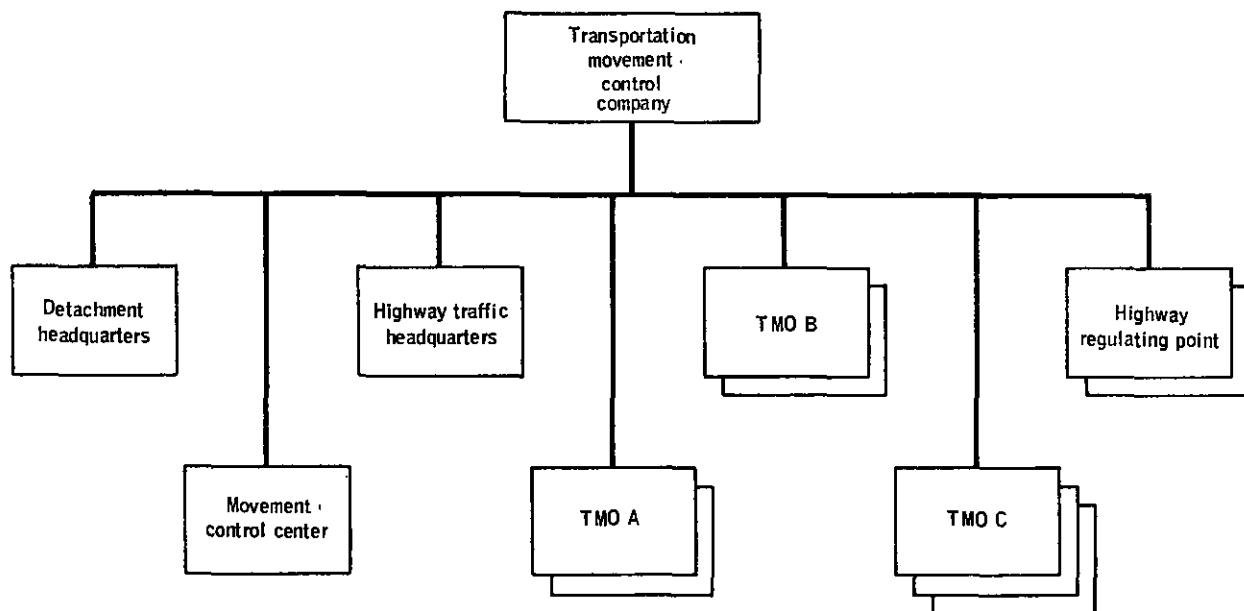 Transportation
movement
control
company
Detachment
headquarters
Highway traffic
headquarters
TMO B
Highway
regulating point
Movement
control center
TMO A
TMO C